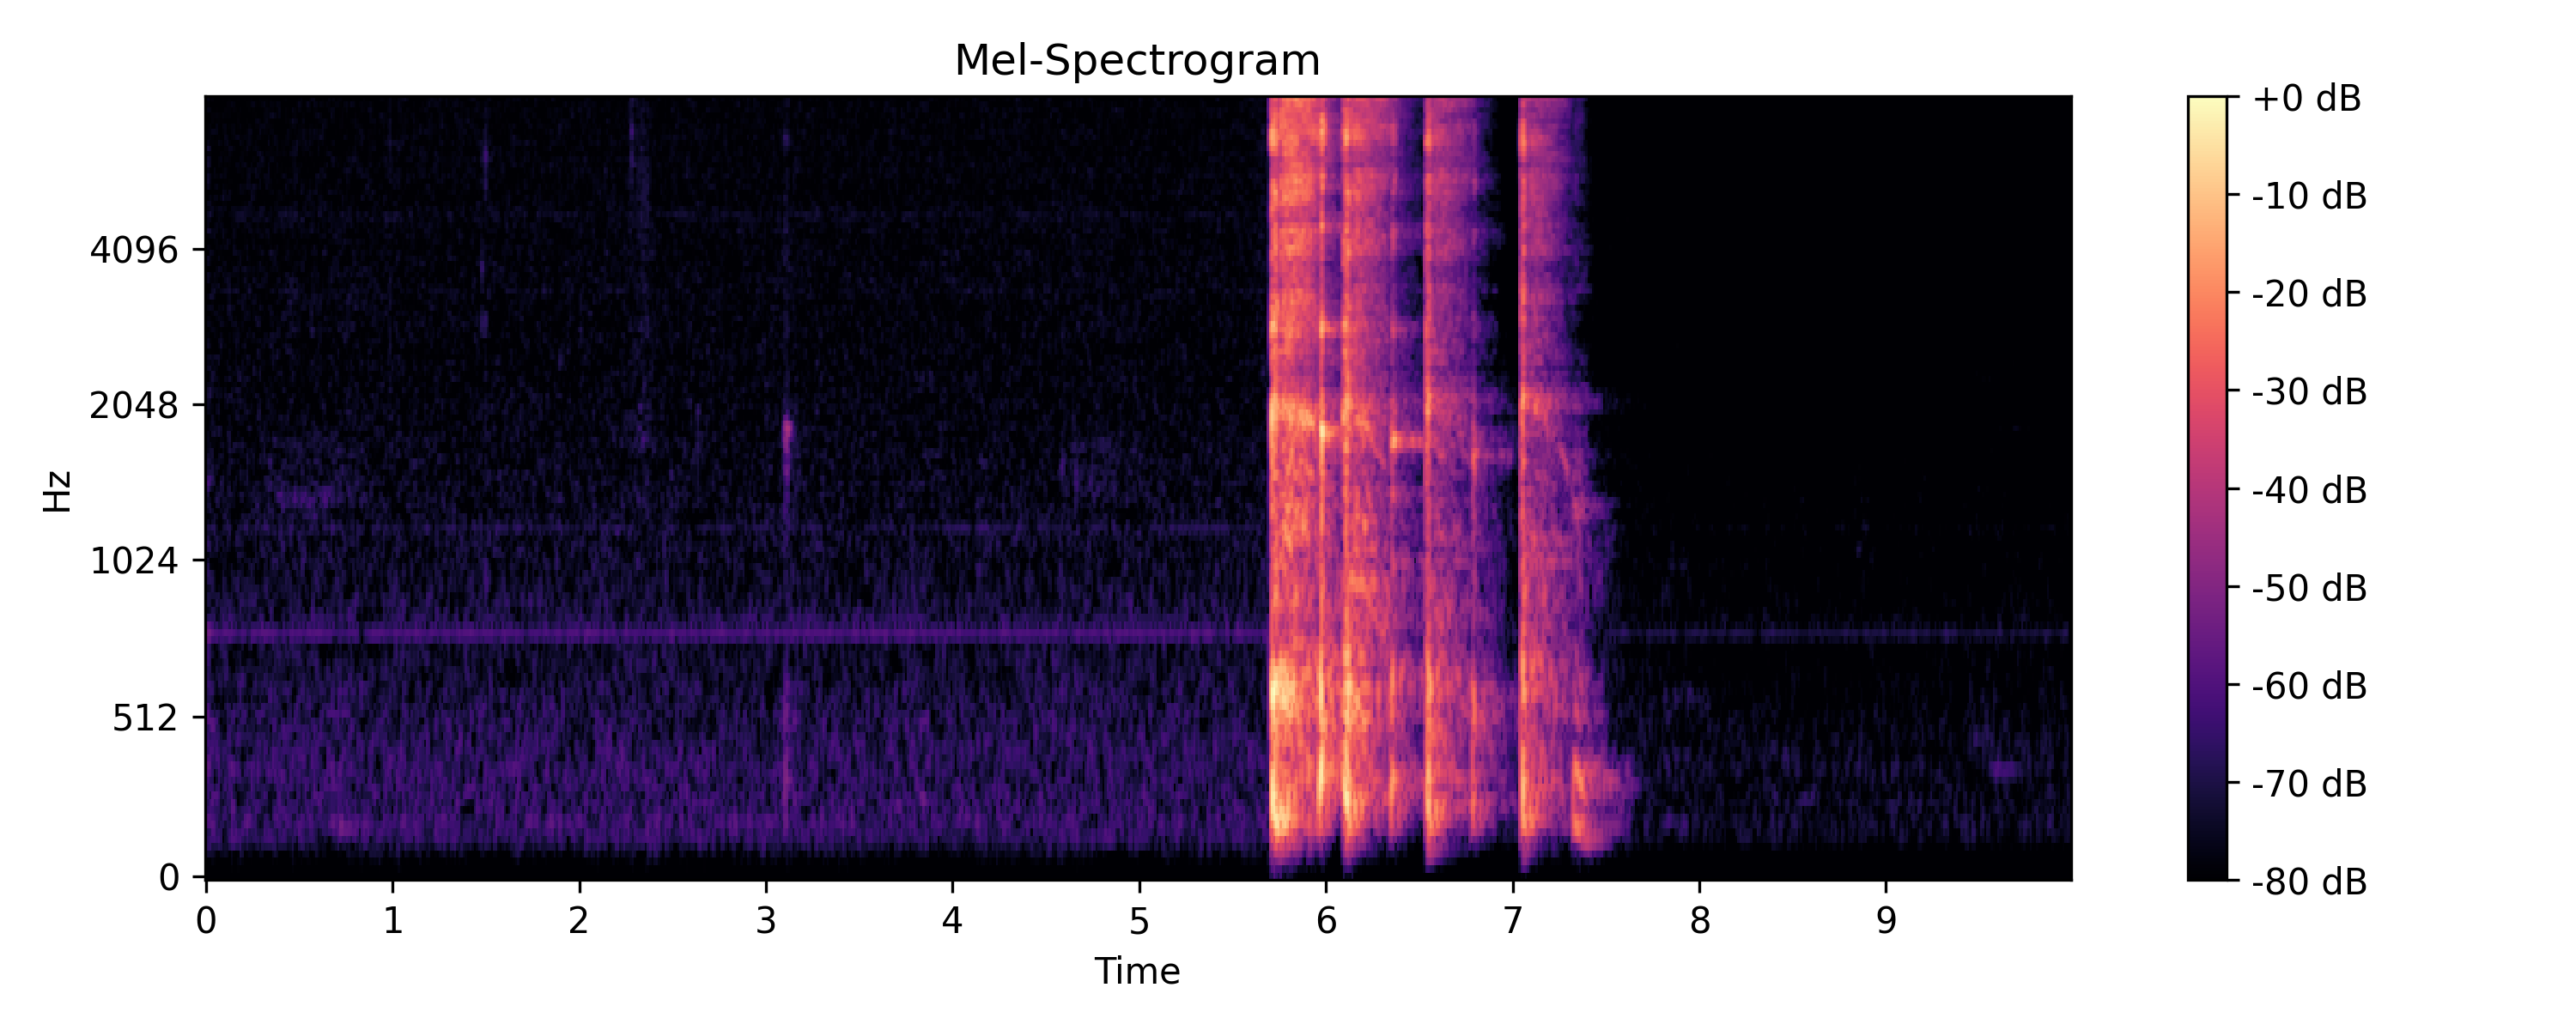 Mel-Spectrogram
Hz
4096
2048
1024
512
0
0 1 2 3 4 5 6 7 8 9
Time
+0 dB
-10 dB
-20 dB
-30 dB
-40 dB
-50 dB
-60 dB
-70 dB
-80 dB